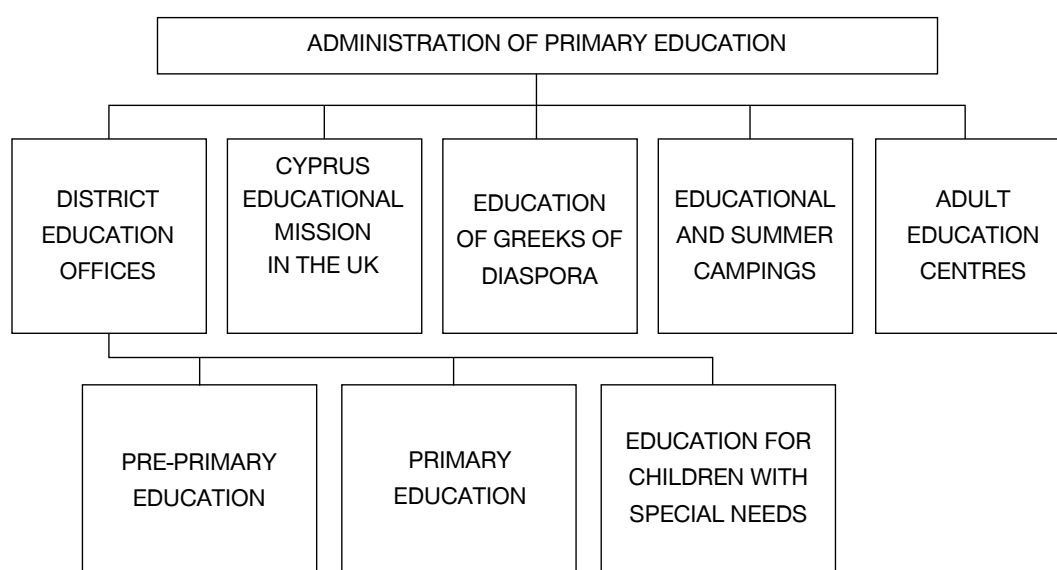 ADMINISTRATION OF PRIMARY EDUCATION
DISTRICT
EDUCATION
OFFICES
CYPRUS
EDUCATIONAL
MISSION
IN THE UK
EDUCATION
OF GREEKS OF
DIASPORA
EDUCATIONAL
AND SUMMER
CAMPINGS
ADULT
EDUCATION
CENTRES
PRE-PRIMARY
EDUCATION
PRIMARY
EDUCATION
EDUCATION FOR
CHILDREN WITH
SPECIAL NEEDS